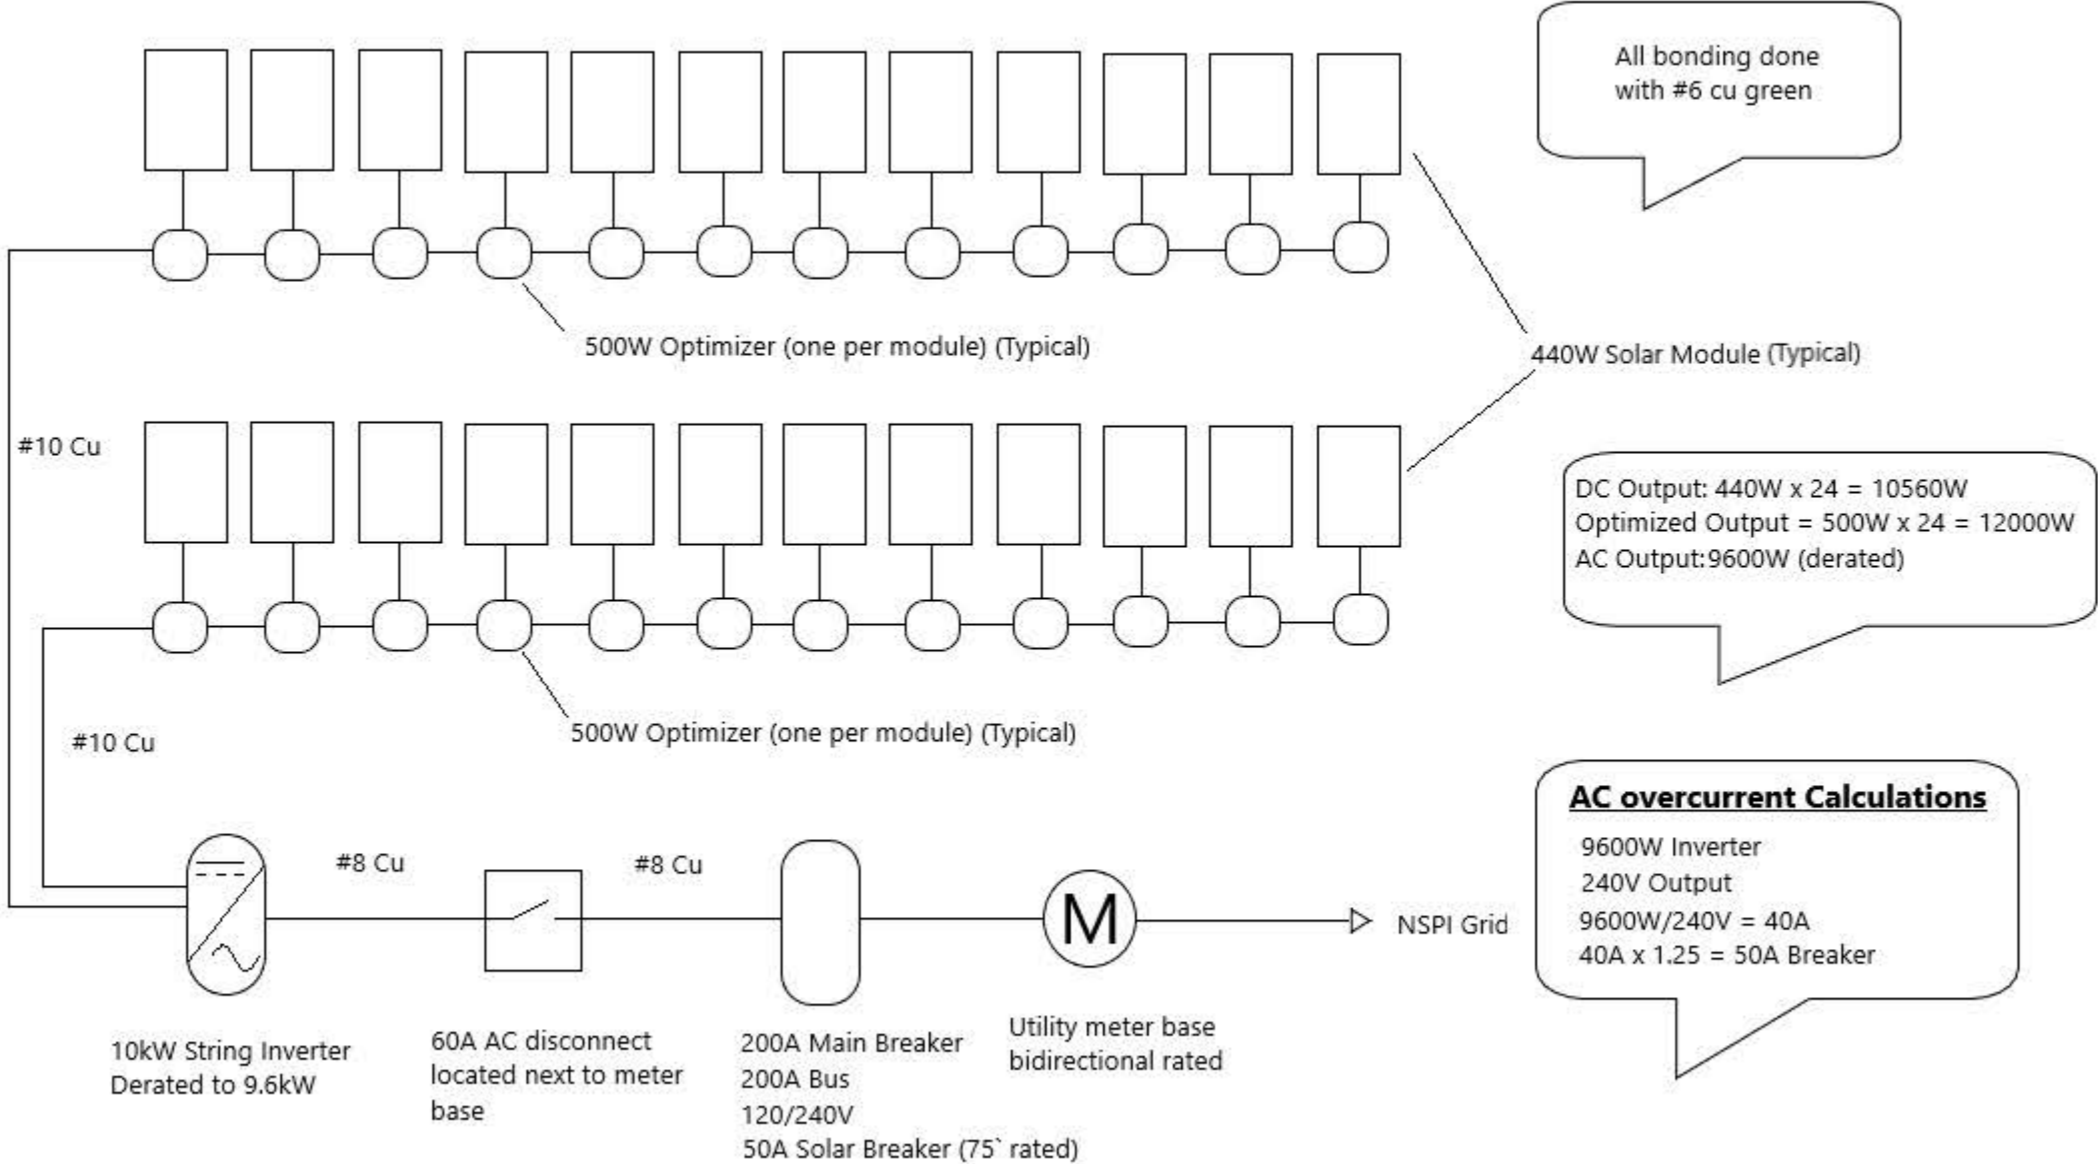 All bonding done
with #6 cu green
500W Optimizer (one per module) (Typical)
440W Solar Module (Typical)
#10 Cu
DC Output: 440W x 24 = 10560W
Optimized Output = 500W x 24 = 12000W
AC Output:9600W (derated)
500W Optimizer (one per module) (Typical)
#10 Cu
AC overcurrent Calculations
9600W Inverter
240V Output
9600W/240V = 40A
40A x 1.25 = 50A Breaker
#8 Cu
#8 Cu
M
NSPI Grid
10kW String Inverter
Derated to 9.6kW
60A AC disconnect
located next to meter
base
200A Main Breaker
200A Bus
120/240V
50A Solar Breaker (75` rated)
Utility meter base
bidirectional rated